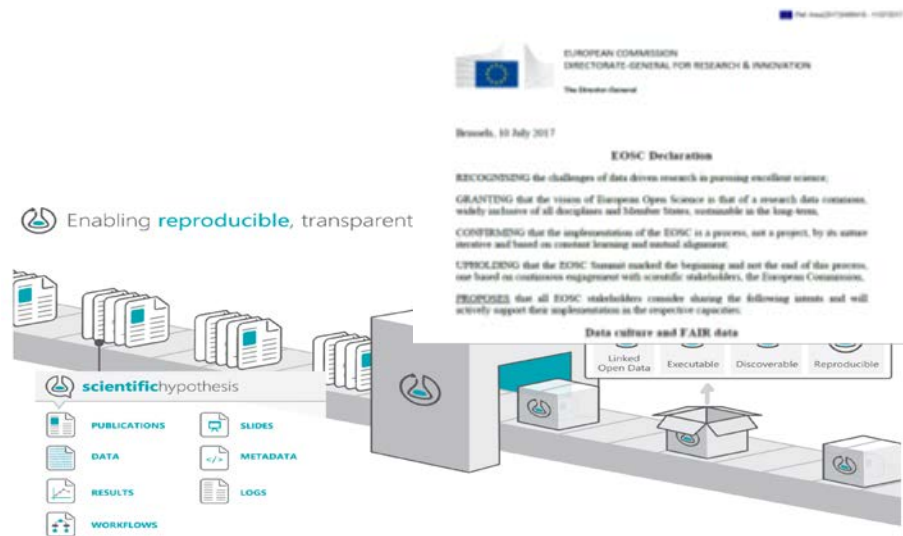 EUROPEAN COMMISSION
DIRECTORATE-GENERAL FOR RESEARCH & INNOVATION
The Director-General
Brussels, 10 July 2017
EOSC Declaration
RECOGNISING the challenges of data driven research in pursuing excellent science;
GRANTING that the vision of European Open Science is that of a research data commons,
widely inclusive of all disciplines and Member States, sustainable in the long-term,
CONFIRMING that the implementation of the EOSC is a process, not a project, by its nature
iterative and based on constant learning and mutual alignment;
UPHOLDING that the EOSC Summit marked the beginning and not the end of this process,
one based on continuous engagement with scientific stakeholders, the European Commission,
PROPOSES that all EOSC stakeholders consider sharing the following intents and will
actively support their implementation in the respective capacities:
Data culture and FAIR data
Enabling reproducible, transparent
Linked
Open Data
Executable
Discoverable
Reproducible
scientifichypothesis
PUBLICATIONS
SLIDES
DATA
METADATA
RESULTS
LOGS
WORKFLOWS